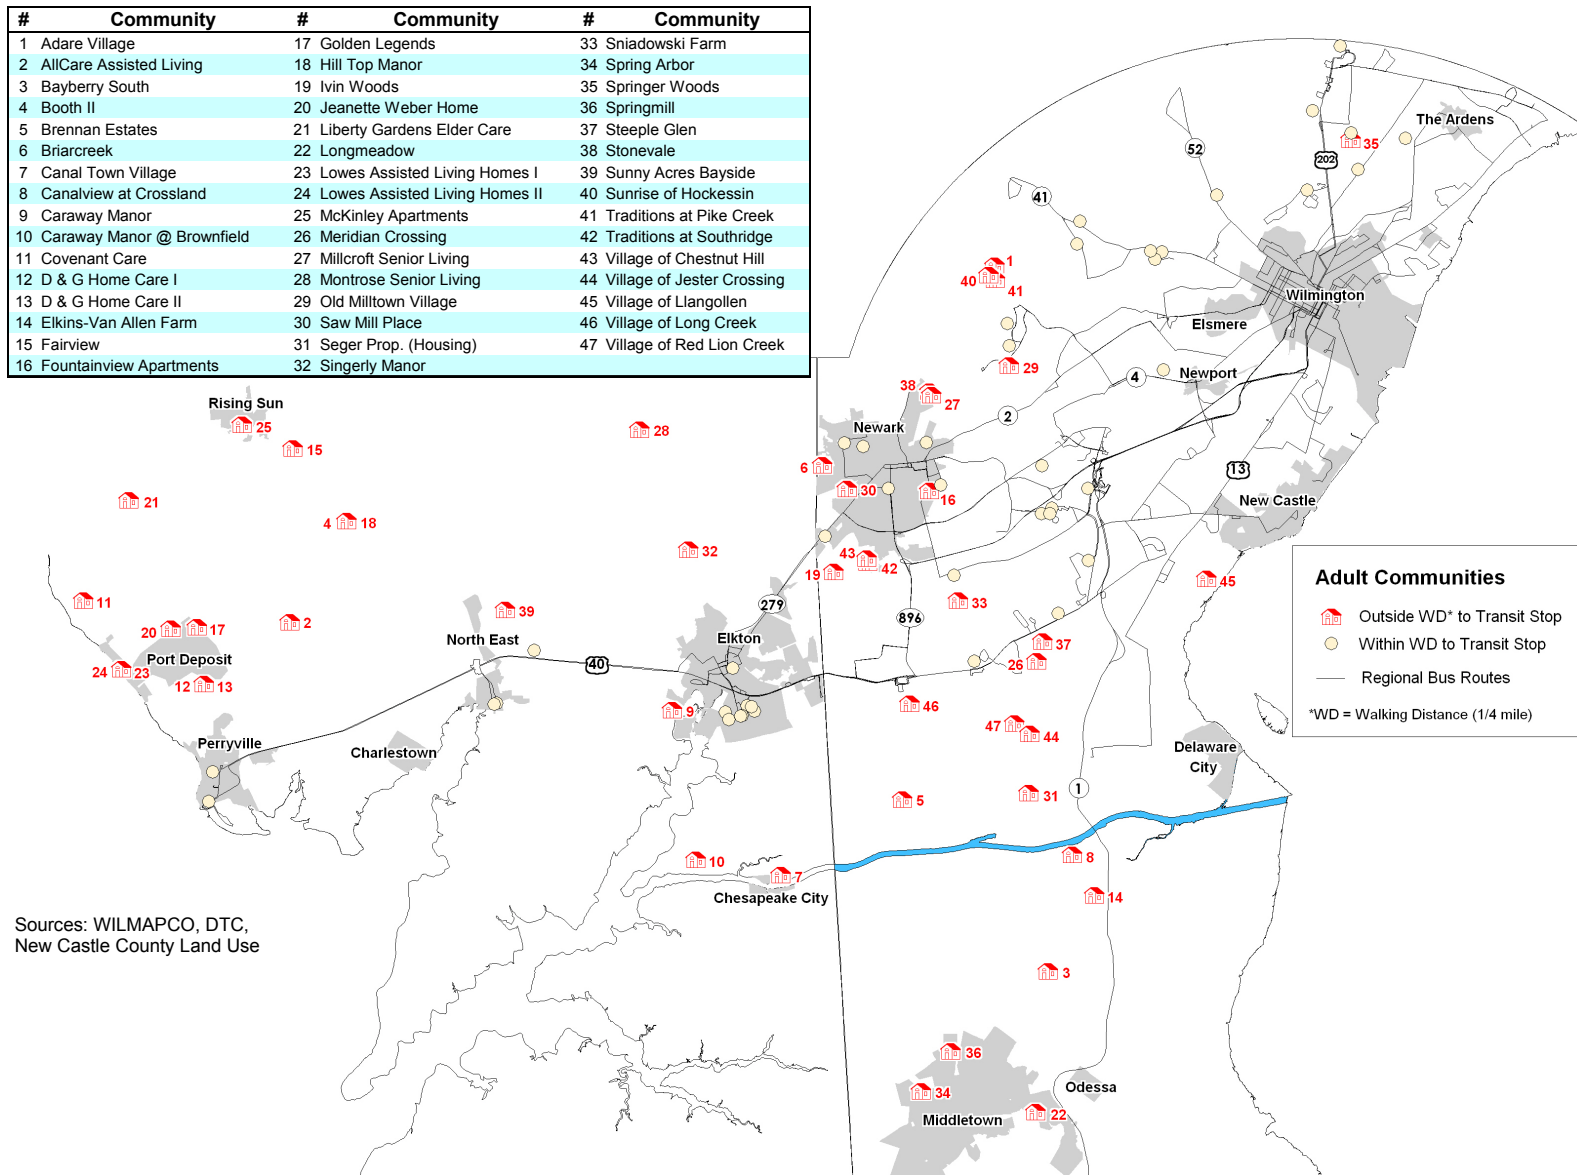 # Community # Community # Community
1 Adare Village 17 Golden Legends 33 Sniadowski Farm
2 AllCare Assisted Living 18 Hill Top Manor 34 Spring Arbor
3 Bayberry South 19 Ivin Woods 35 Springer Woods
4 Booth II 20 Jeanette Weber Home 36 Springmill
5 Brennan Estates 21 Liberty Gardens Elder Care 37 Steeple Glen
6 Briarcreek 22 Longmeadow 38 Stonevale
7 Canal Town Village 23 Lowes Assisted Living Homes I 39 Sunny Acres Bayside
8 Canalview at Crossland 24 Lowes Assisted Living Homes II 40 Sunrise of Hockessin
9 Caraway Manor 25 McKinley Apartments 41 Traditions at Pike Creek
10 Caraway Manor @ Brownfield 26 Meridian Crossing 42 Traditions at Southridge
11 Covenant Care 27 Millcroft Senior Living 43 Village of Chestnut Hill
12 D & G Home Care I 28 Montrose Senior Living 44 Village of Jester Crossing
13 D & G Home Care II 29 Old Milltown Village 45 Village of Llangollen
14 Elkins-Van Allen Farm 30 Saw Mill Place 46 Village of Long Creek
15 Fairview 31 Seger Prop. (Housing) 47 Village of Red Lion Creek
16 Fountainview Apartments 32 Singerly Manor
The Ardens
35
202
52
41
1
40
41
Wilmington
Elsmere
29
Newport
4
38
27
2
Rising Sun
25
15
28
Newark
6
30
16
13
New Castle
21
4 18
32
43
42
19
45
11
279
33
896
20 17
2
39
North East
Elkton
37
26
Port Deposit
24 23
12 13
40
9
46
47
44
Perryville
Charlestown
Delaware
City
5
31
1
10
7
8
Chesapeake City
14
3
36
34
Odessa
22
Middletown
Adult Communities
Outside WD* to Transit Stop
Within WD to Transit Stop
Regional Bus Routes
*WD = Walking Distance (1/4 mile)
Sources: WILMAPCO, DTC,
New Castle County Land Use